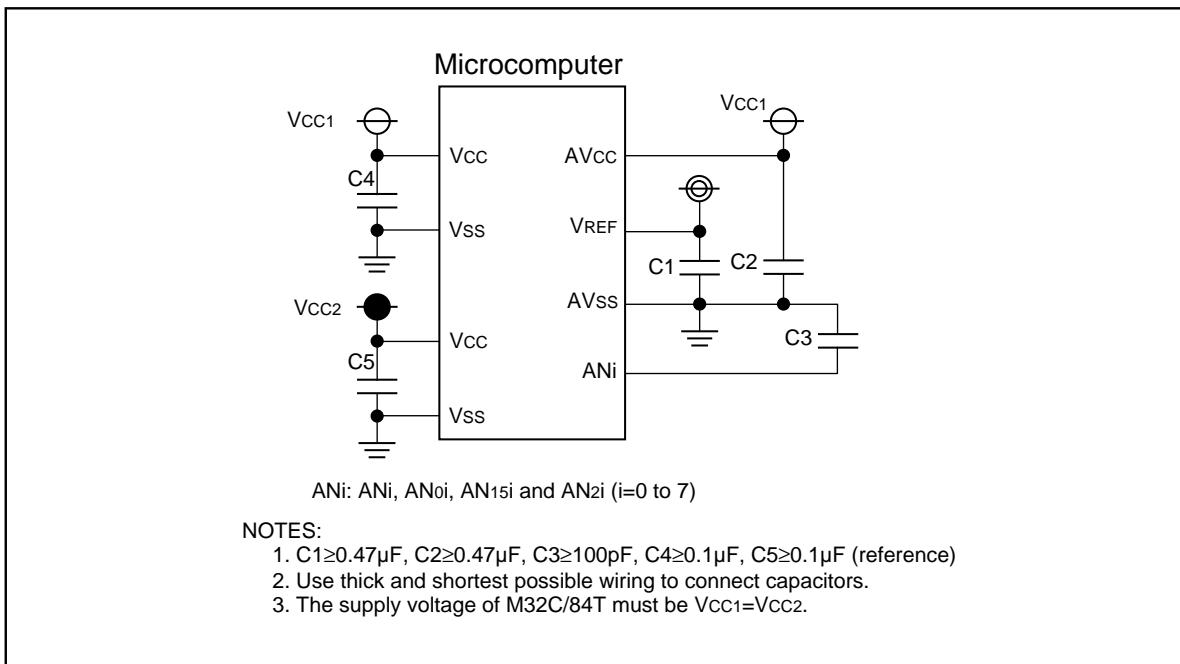 Microcomputer
VCC1
VCC1
VCC
AVCC
C4
VREF
VSS
C1
C2
VCC2
AVSS
VCC
C3
C5
ANi
VSS
ANi: ANi, AN0i, AN15i and AN2i (i=0 to 7)
NOTES:
1. C1≥0.47µF, C2≥0.47µF, C3≥100pF, C4≥0.1µF, C5≥0.1µF (reference)
2. Use thick and shortest possible wiring to connect capacitors.
3. The supply voltage of M32C/84T must be VCC1=VCC2.